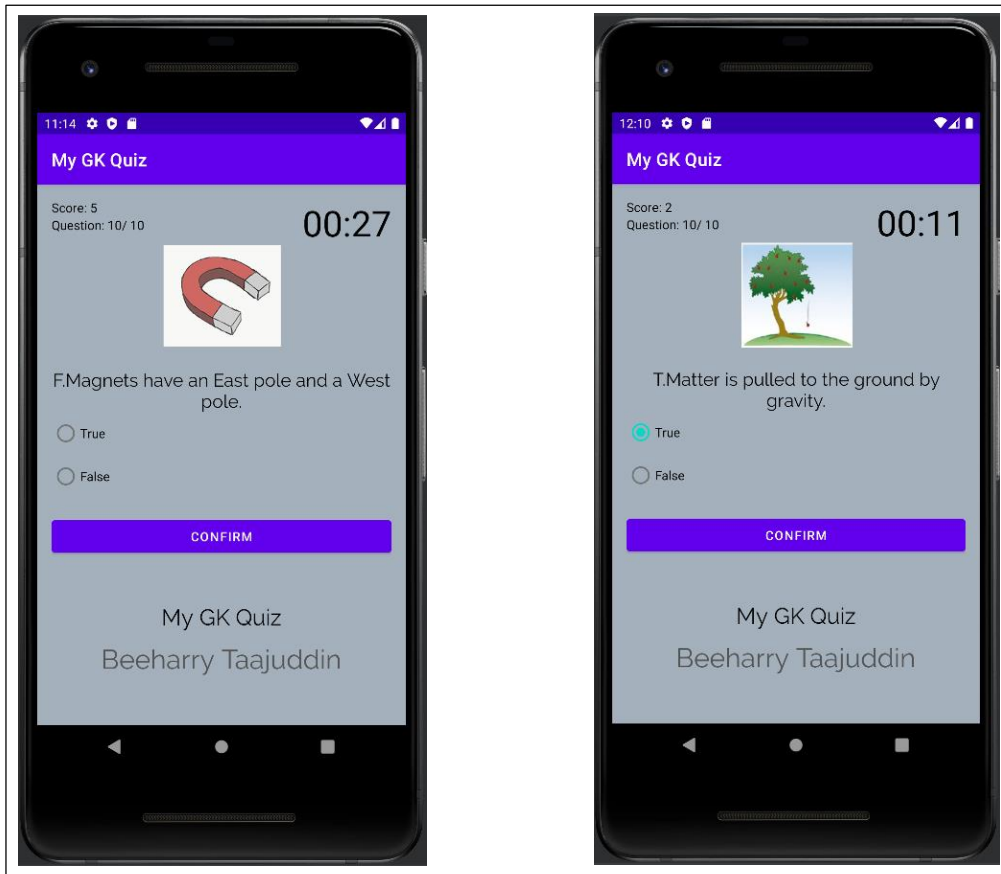 11:14
My GK Quiz
Score: 5
Question: 10/ 10
00:27
F.Magnets have an East pole and a West
pole.
True
False
CONFIRM
My GK Quiz
Beeharry Taajuddin
12:10
My GK Quiz
Score: 2
Question: 10/ 10
00:11
T.Matter is pulled to the ground by
gravity.
True
False
CONFIRM
My GK Quiz
Beeharry Taajuddin